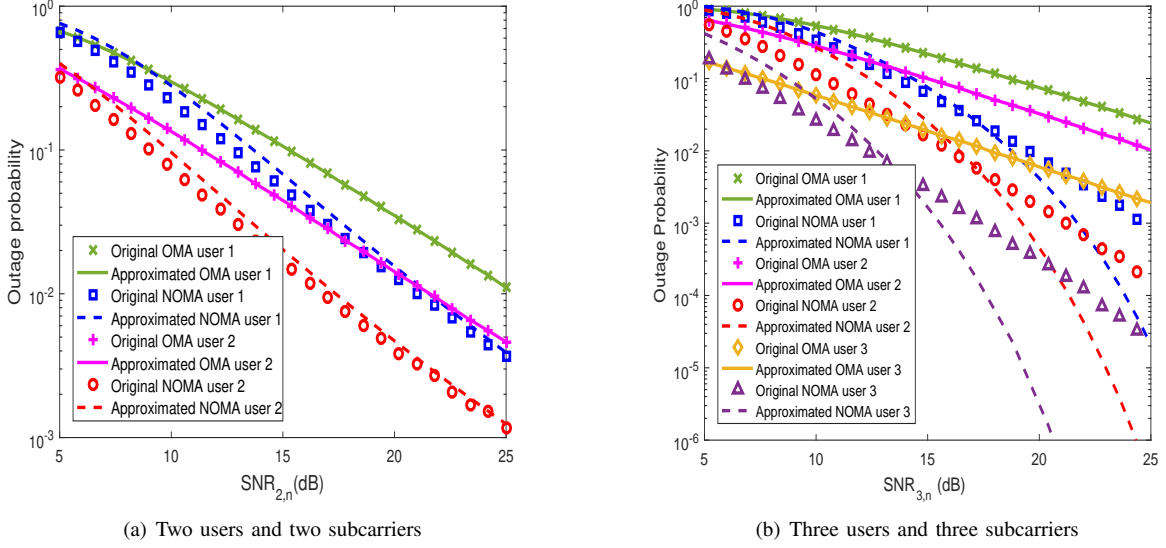 10^0
10^-1
10^-2
10^-3
Outage probability
Original OMA user 1
Approximated OMA user 1
Original NOMA user 1
Approximated NOMA user 1
Original OMA user 2
Approximated OMA user 2
Original NOMA user 2
Approximated NOMA user 2
5 10 15 20 25
SNR_2,n(dB)
(a) Two users and two subcarriers
10^0
10^-1
10^-2
10^-3
10^-4
10^-5
10^-6
Outage Probability
Original OMA user 1
Approximated OMA user 1
Original NOMA user 1
Approximated NOMA user 1
Original OMA user 2
Approximated OMA user 2
Original NOMA user 2
Approximated NOMA user 2
Original OMA user 3
Approximated OMA user 3
Original NOMA user 3
Approximated NOMA user 3
5 10 15 20 25
SNR_3,n (dB)
(b) Three users and three subcarriers